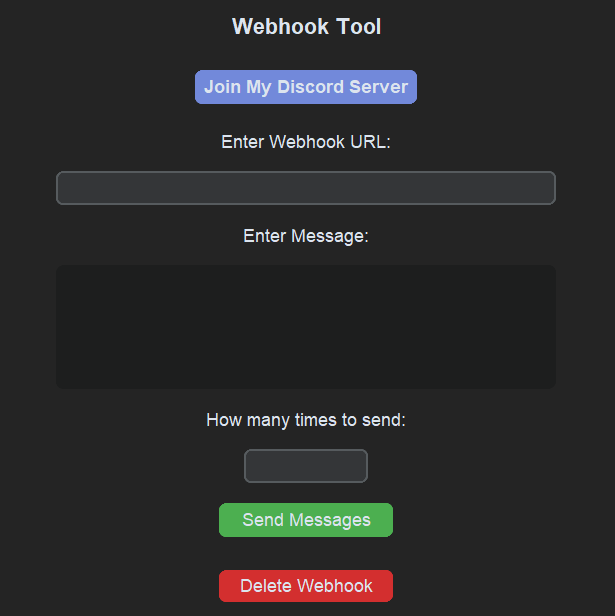 Webhook Tool
Join My Discord Server
Enter Webhook URL:
Enter Message:
How many times to send:
Send Messages
Delete Webhook